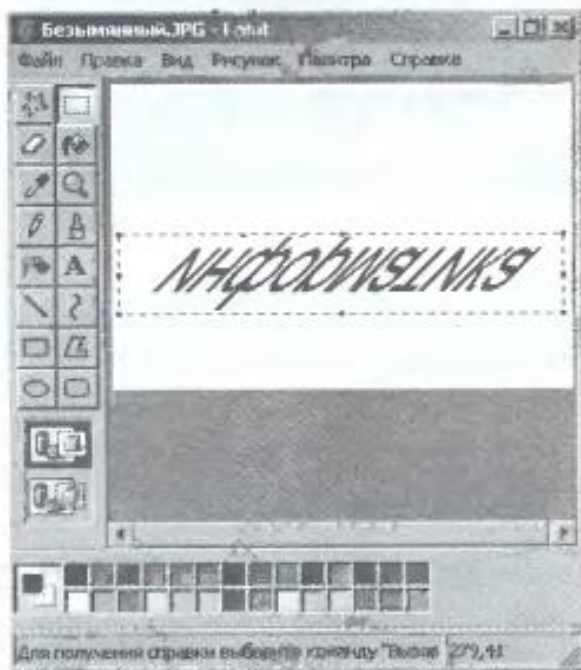 Безымянный.JPG - Paint
Файл Правка Вид Рисунок Палитра Справка
A
Информатика
Для получения справки выберите команду "Вызов 279,41